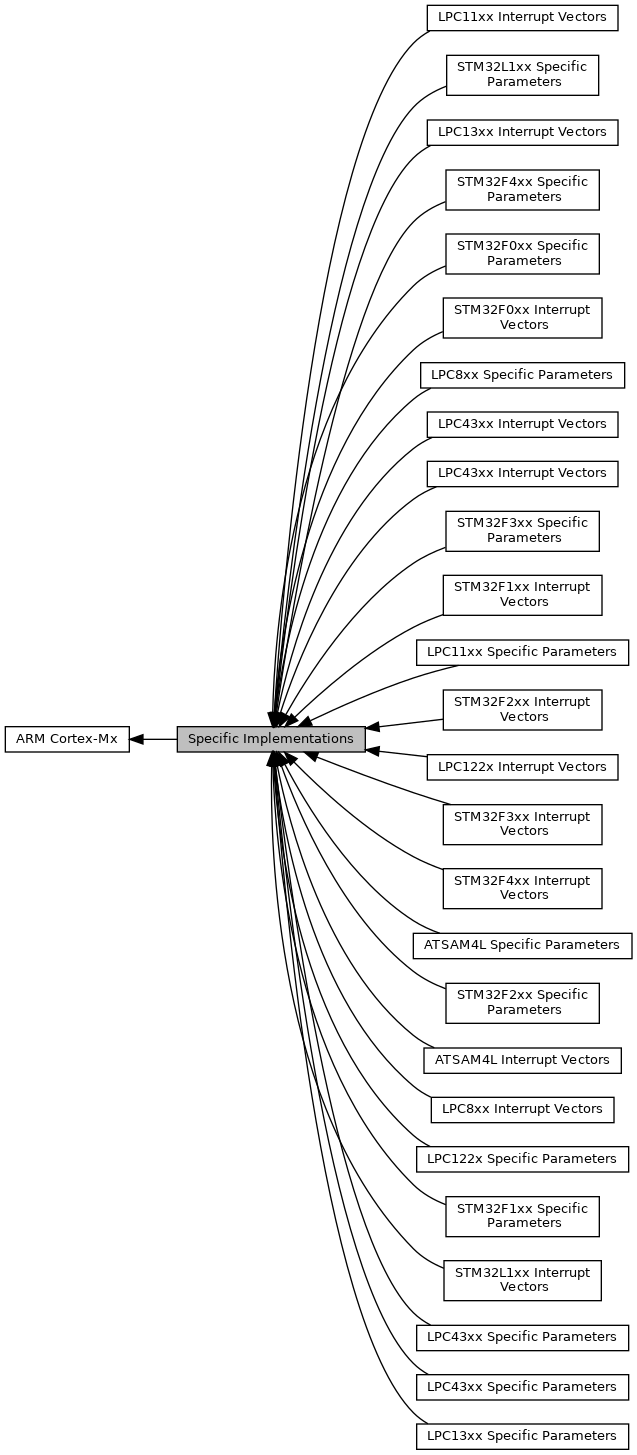 LPC11xx Interrupt Vectors
STM32L1xx Specific
Parameters
LPC13xx Interrupt Vectors
STM32F4xx Specific
Parameters
STM32F0xx Specific
Parameters
STM32F0xx Interrupt
Vectors
LPC8xx Specific Parameters
LPC43xx Interrupt Vectors
LPC43xx Interrupt Vectors
STM32F3xx Specific
Parameters
STM32F1xx Interrupt
Vectors
LPC11xx Specific Parameters
STM32F2xx Interrupt
Vectors
ARM Cortex-Mx
Specific Implementations
LPC122x Interrupt Vectors
STM32F3xx Interrupt
Vectors
STM32F4xx Interrupt
Vectors
ATSAM4L Specific Parameters
STM32F2xx Specific
Parameters
ATSAM4L Interrupt Vectors
LPC8xx Interrupt Vectors
LPC122x Specific Parameters
STM32F1xx Specific
Parameters
STM32L1xx Interrupt
Vectors
LPC43xx Specific Parameters
LPC43xx Specific Parameters
LPC13xx Specific Parameters